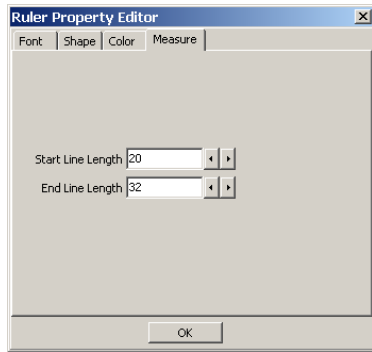 Ruler Property Editor
Font Shape Color Measure
Start Line Length 20
End Line Length 32
OK